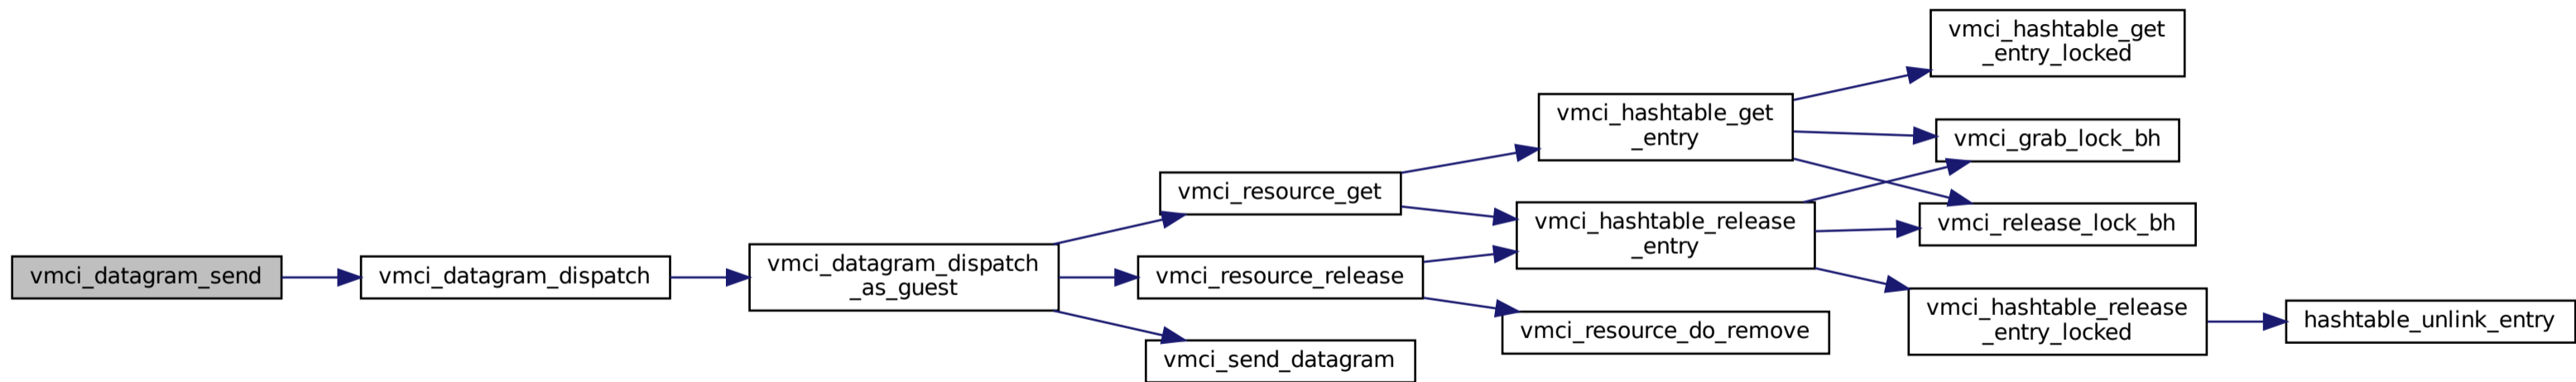 vmci_datagram_send
vmci_datagram_dispatch
vmci_datagram_dispatch
_as_guest
vmci_resource_get
vmci_resource_release
vmci_send_datagram
vmci_hashtable_get
_entry
vmci_hashtable_release
_entry
vmci_resource_do_remove
vmci_hashtable_get
_entry_locked
vmci_grab_lock_bh
vmci_release_lock_bh
vmci_hashtable_release
_entry_locked
hashtable_unlink_entry